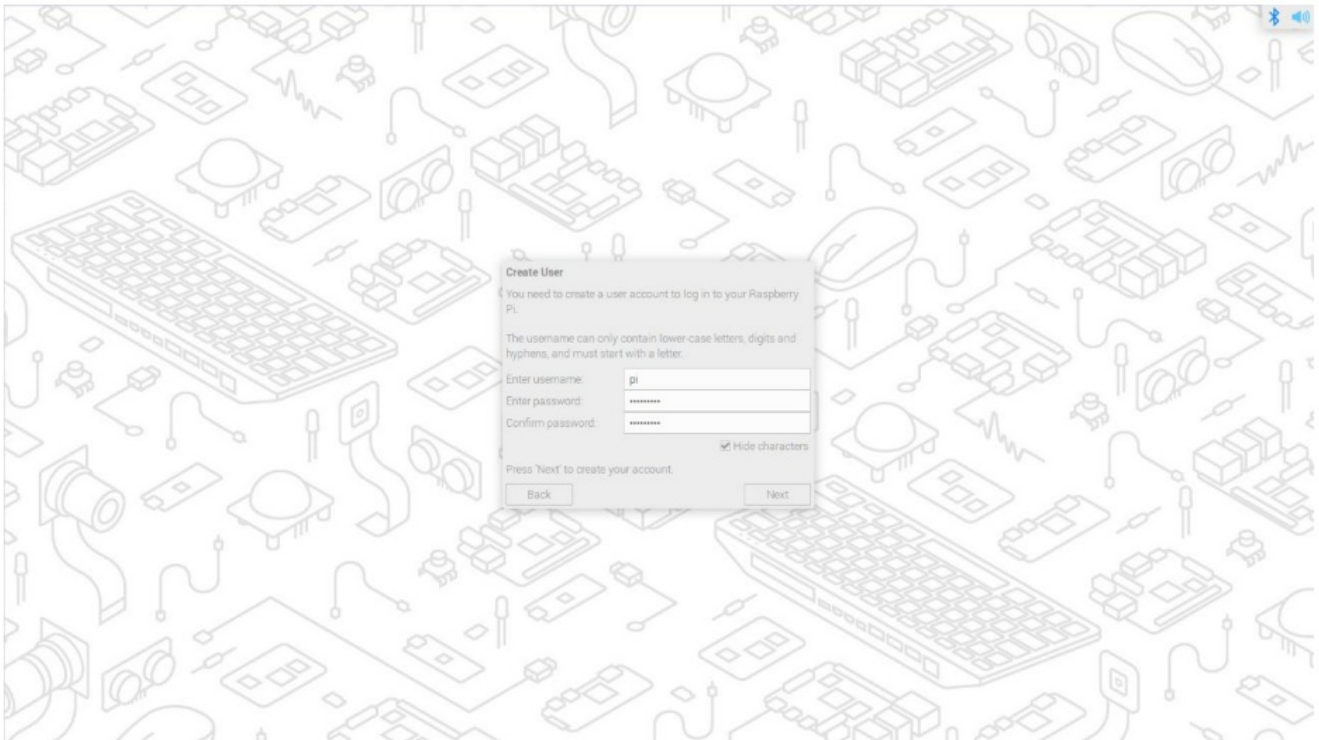 Create User
You need to create a user account to log in to your Raspberry
Pi.
The username can only contain lower-case letters, digits and
hyphens, and must start with a letter.
Enter username: pi
Enter password: •••••••••
Confirm password: •••••••••
Hide characters
Press 'Next' to create your account.
Back Next